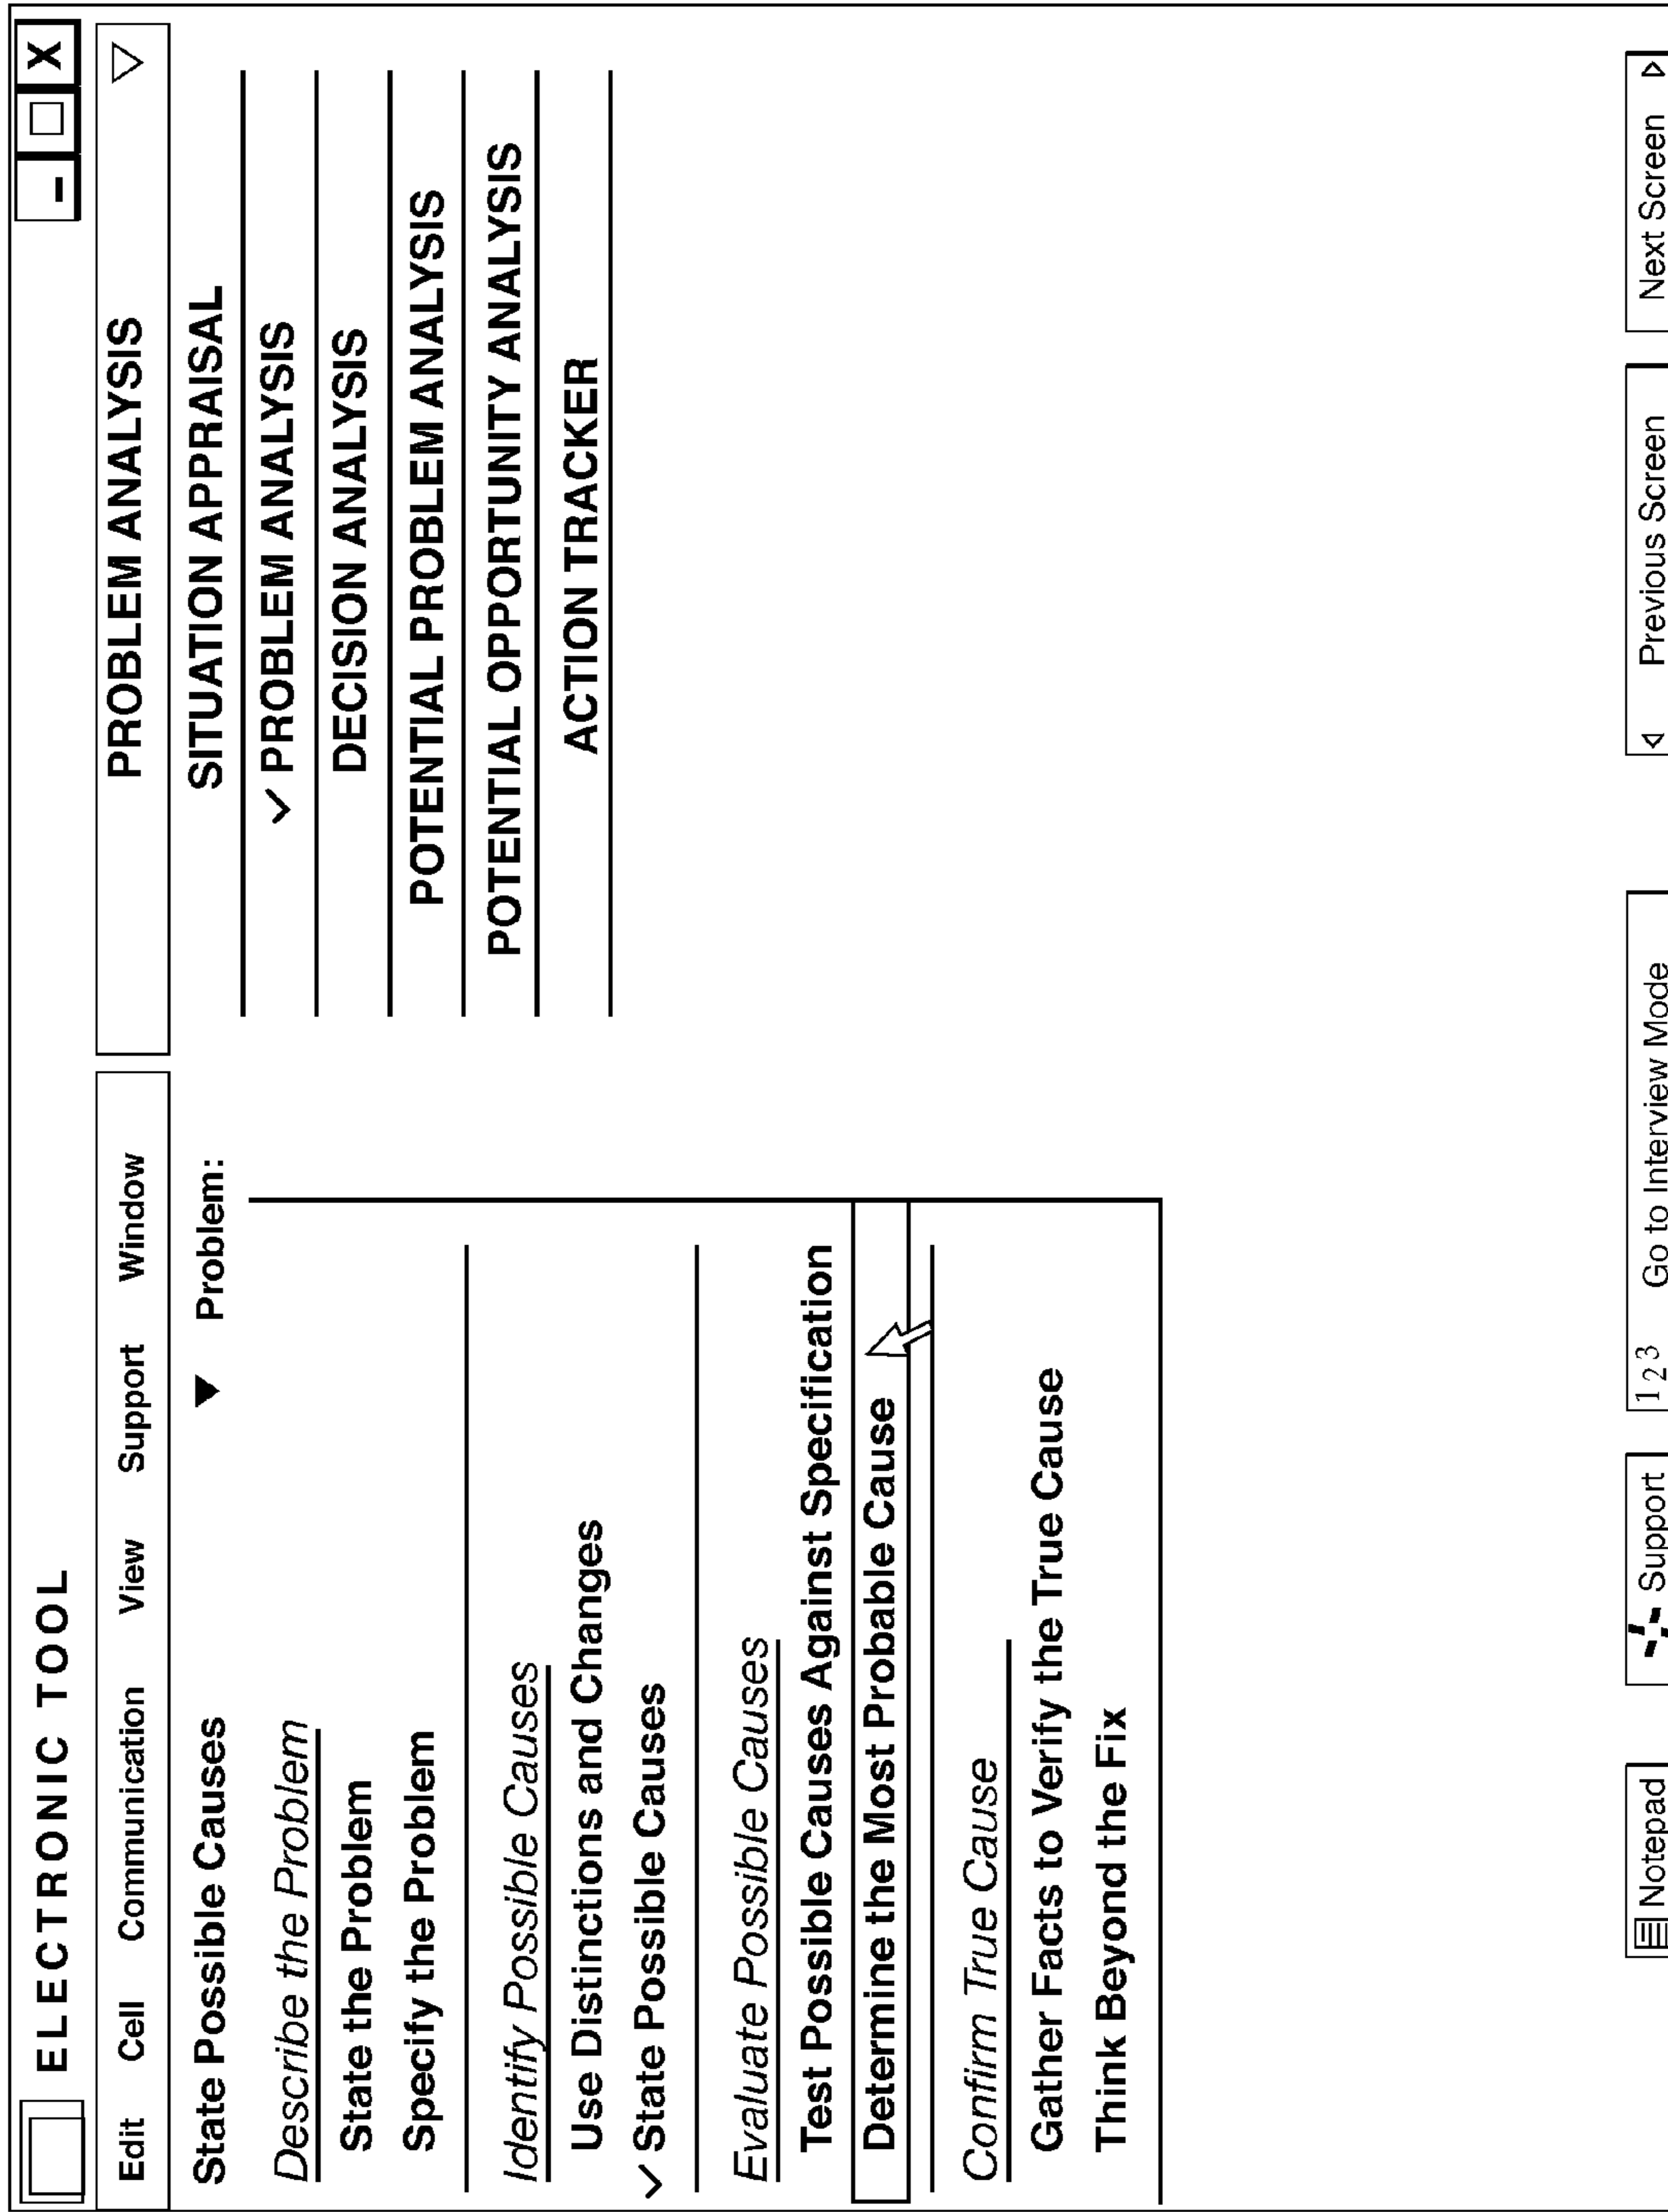 ELECTRONIC TOOL
Edit Cell Communication View Support Window
PROBLEM ANALYSIS
State Possible Causes
Problem:
Describe the Problem
State the Problem
Specify the Problem
Identify Possible Causes
Use Distinctions and Changes
✓ State Possible Causes
Evaluate Possible Causes
Test Possible Causes Against Specification
Determine the Most Probable Cause
Confirm True Cause
Gather Facts to Verify the True Cause
Think Beyond the Fix
SITUATION APPRAISAL
✓ PROBLEM ANALYSIS
DECISION ANALYSIS
POTENTIAL PROBLEM ANALYSIS
POTENTIAL OPPORTUNITY ANALYSIS
ACTION TRACKER
Notepad
Support
123 Go to Interview Mode
Previous Screen
Next Screen